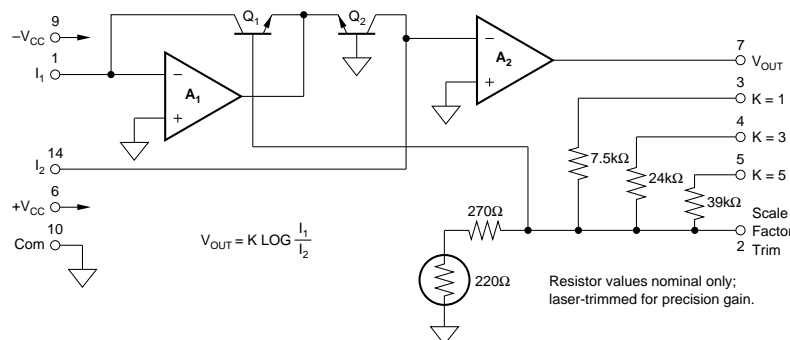 Q1
Q2
9
−VCC
1
I1
−
A1
+
−
A2
+
7
VOUT
3
K = 1
4
K = 3
5
K = 5
14
I2
6
+VCC
10
Com
7.5kΩ
24kΩ
39kΩ
270Ω
220Ω
Scale
Factor
2 Trim
VOUT = K LOG I1
I2
Resistor values nominal only;
laser-trimmed for precision gain.